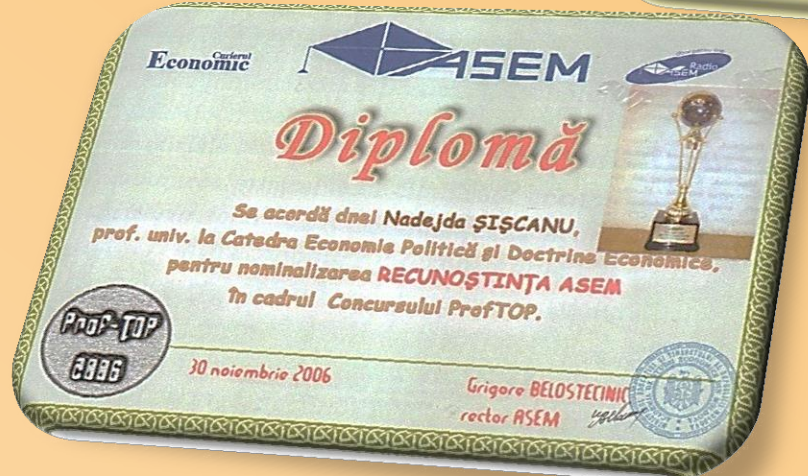 Curierul
Economic
ASEM
Radio
ASEM
Diplomă
Se acordă dnei Nadejda ŞIŞCANU,
prof. univ. la Catedra Economie Politică şi Doctrine Economice,
pentru nominalizarea RECUNOŞTINŢA ASEM
în cadrul Concursului ProfTOP.
Prof-TOP
2006
30 noiembrie 2006
Grigore BELOSTECINIC
rector ASEM